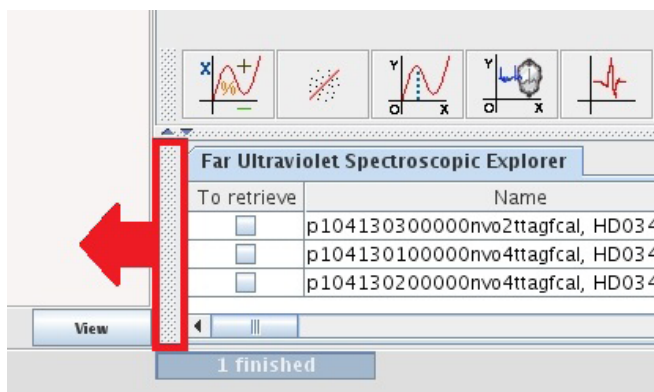 X + % −
Y O X
Y O X
Far Ultraviolet Spectroscopic Explorer
To retrieve Name
p104130300000nvo2ttagfcal, HD034
p104130100000nvo4ttagfcal, HD034
p104130200000nvo4ttagfcal, HD034
View
1 finished